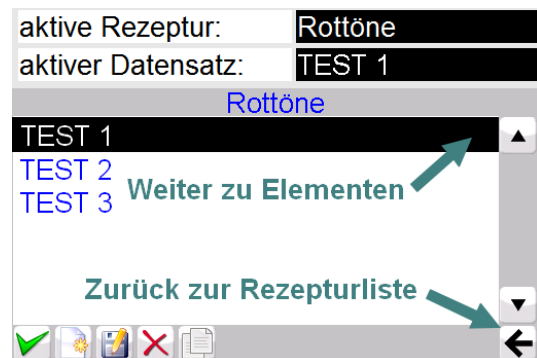 aktive Rezeptur: Rottöne
aktiver Datensatz: TEST 1
Rottöne
TEST 1
TEST 2
TEST 3
Weiter zu Elementen
Zurück zur Rezepturliste